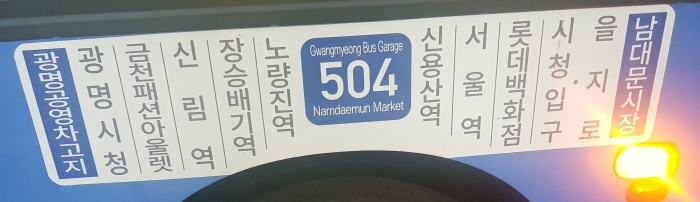 광명공영차고지
광명시청
금천패션아울렛
신림역
장승배기역
노량진역
Gwangmyeong Bus Garage
504
Namdaemun Market
신용산역
서울역
롯데백화점
시청.입구
을지로
남대문시장